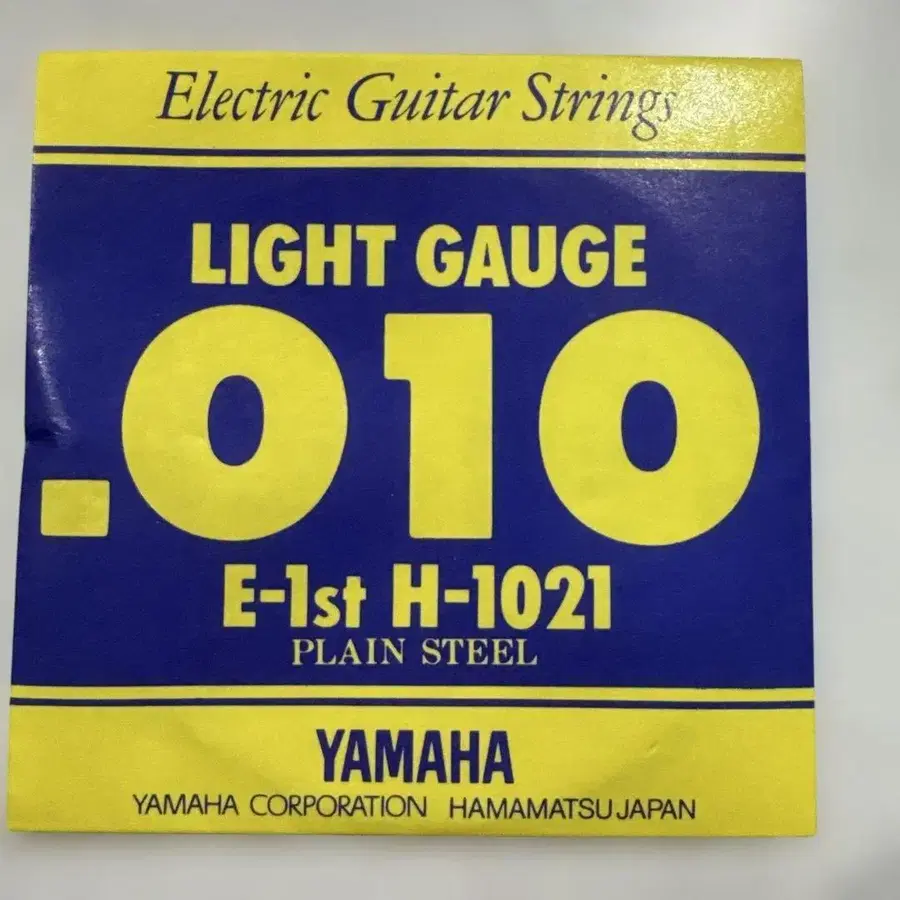 Electric Guitar Strings
LIGHT GAUGE
.010
E-1st H-1021
PLAIN STEEL
YAMAHA
YAMAHA CORPORATION HAMAMATSU JAPAN